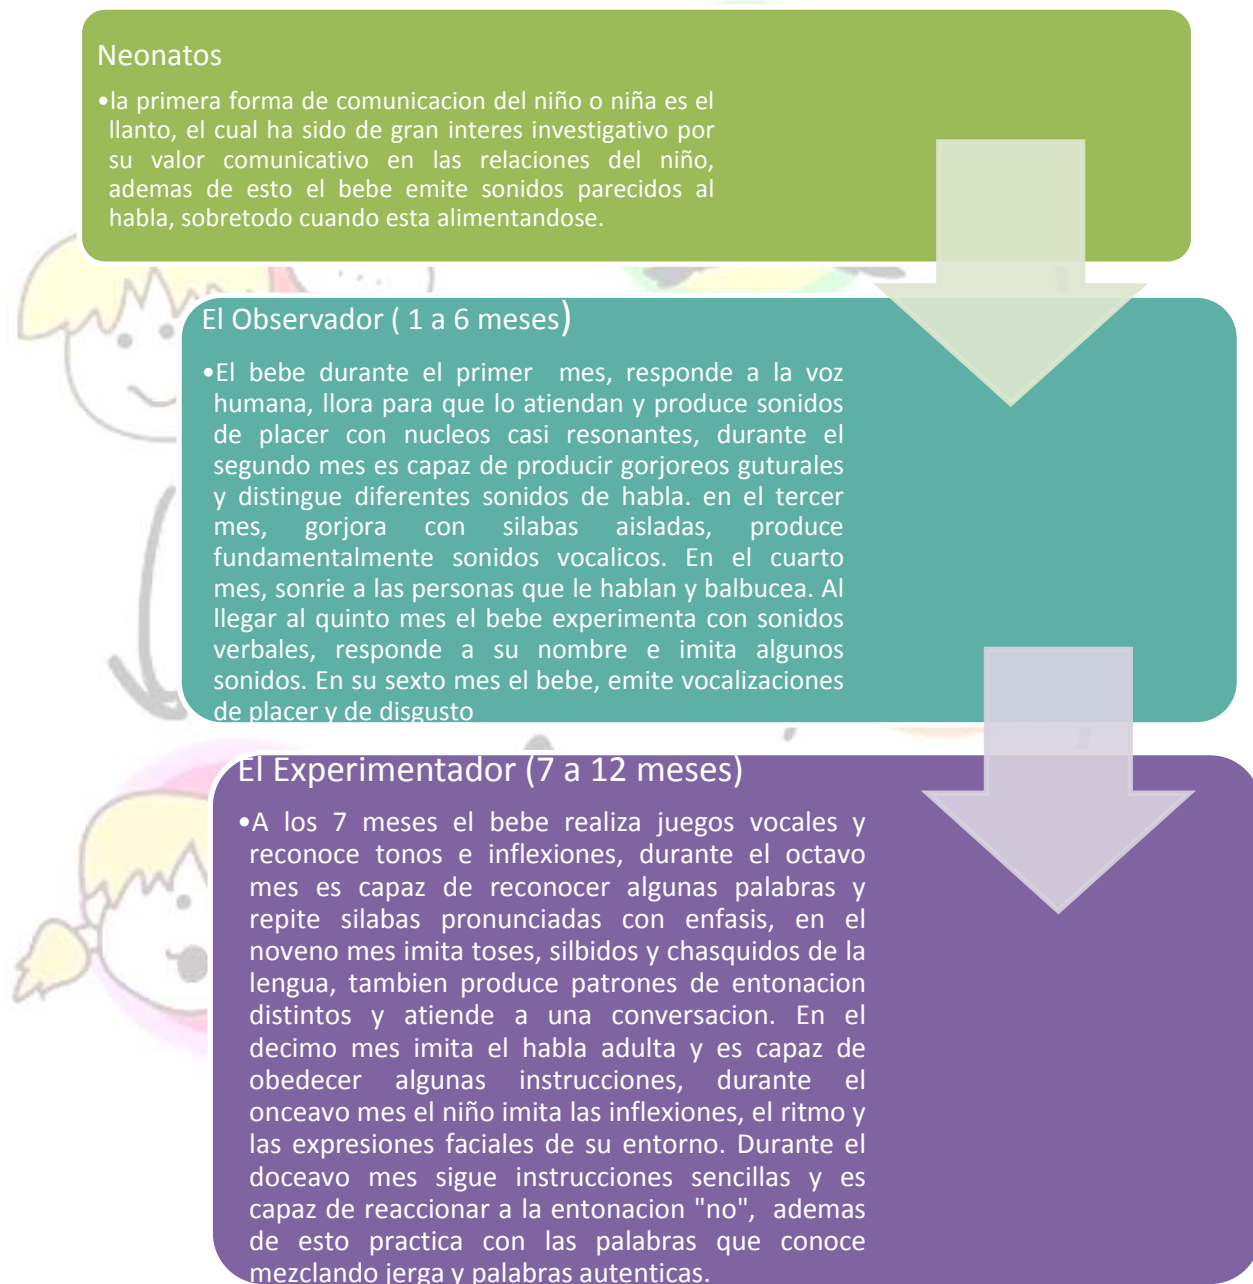 Neonatos
•la primera forma de comunicacion del niño o niña es el
llanto, el cual ha sido de gran interes investigativo por
su valor comunicativo en las relaciones del niño,
ademas de esto el bebe emite sonidos parecidos al
habla, sobretodo cuando esta alimentandose.
El Observador ( 1 a 6 meses)
•El bebe durante el primer mes, responde a la voz
humana, llora para que lo atiendan y produce sonidos
de placer con nucleos casi resonantes, durante el
segundo mes es capaz de producir gorjoreos guturales
y distingue diferentes sonidos de habla. en el tercer
mes, gorjora con silabas aisladas, produce
fundamentalmente sonidos vocalicos. En el cuarto
mes, sonrie a las personas que le hablan y balbucea. Al
llegar al quinto mes el bebe experimenta con sonidos
verbales, responde a su nombre e imita algunos
sonidos. En su sexto mes el bebe, emite vocalizaciones
de placer y de disgusto
El Experimentador (7 a 12 meses)
•A los 7 meses el bebe realiza juegos vocales y
reconoce tonos e inflexiones, durante el octavo
mes es capaz de reconocer algunas palabras y
repite silabas pronunciadas con enfasis, en el
noveno mes imita toses, silbidos y chasquidos de la
lengua, tambien produce patrones de entonacion
distintos y atiende a una conversacion. En el
decimo mes imita el habla adulta y es capaz de
obedecer algunas instrucciones, durante el
onceavo mes el niño imita las inflexiones, el ritmo y
las expresiones faciales de su entorno. Durante el
doceavo mes sigue instrucciones sencillas y es
capaz de reaccionar a la entonacion "no", ademas
de esto practica con las palabras que conoce
mezclando jerga y palabras autenticas.